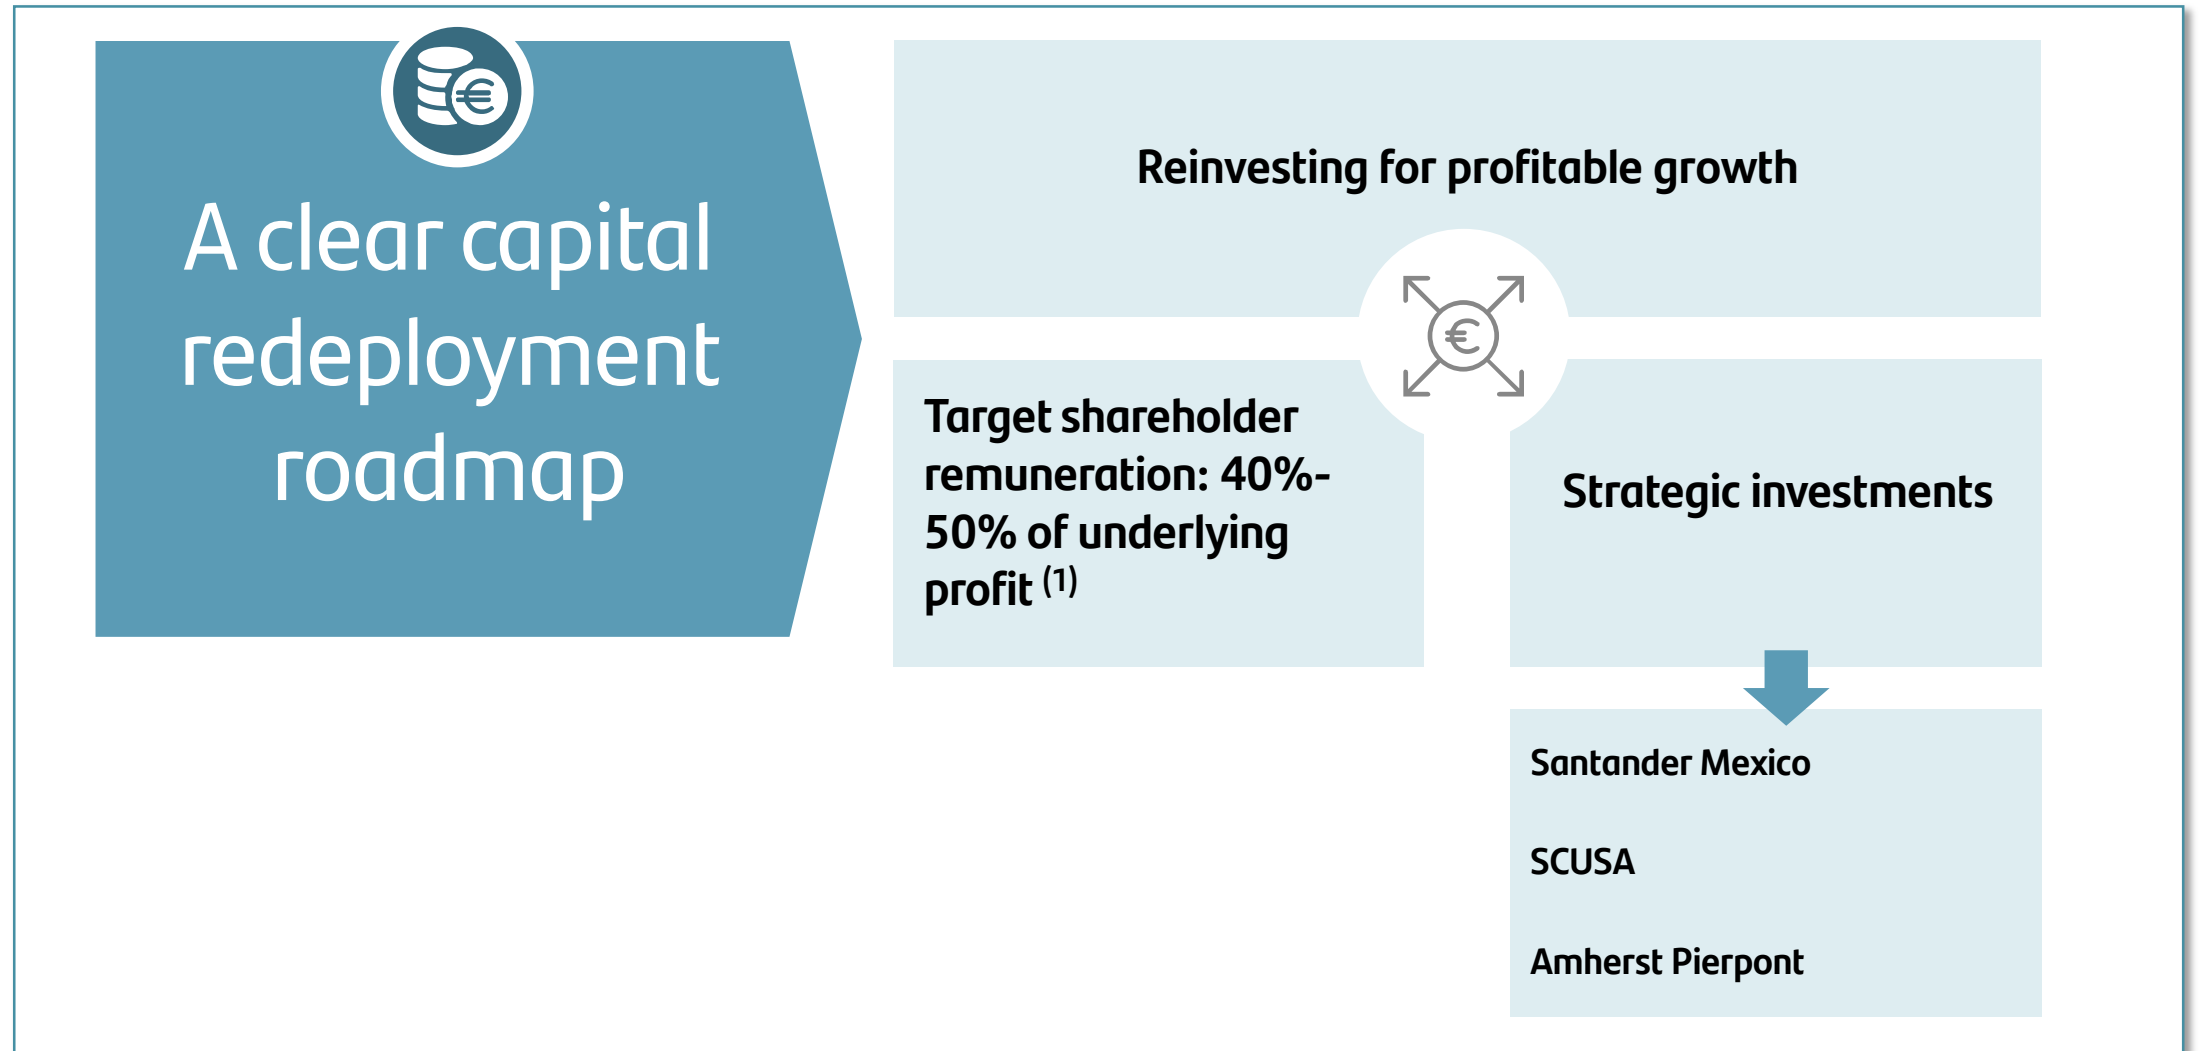 A clear capital
redeployment
roadmap
Reinvesting for profitable growth
Target shareholder
remuneration: 40%-
50% of underlying
profit (1)
Strategic investments
Santander Mexico
SCUSA
Amherst Pierpont